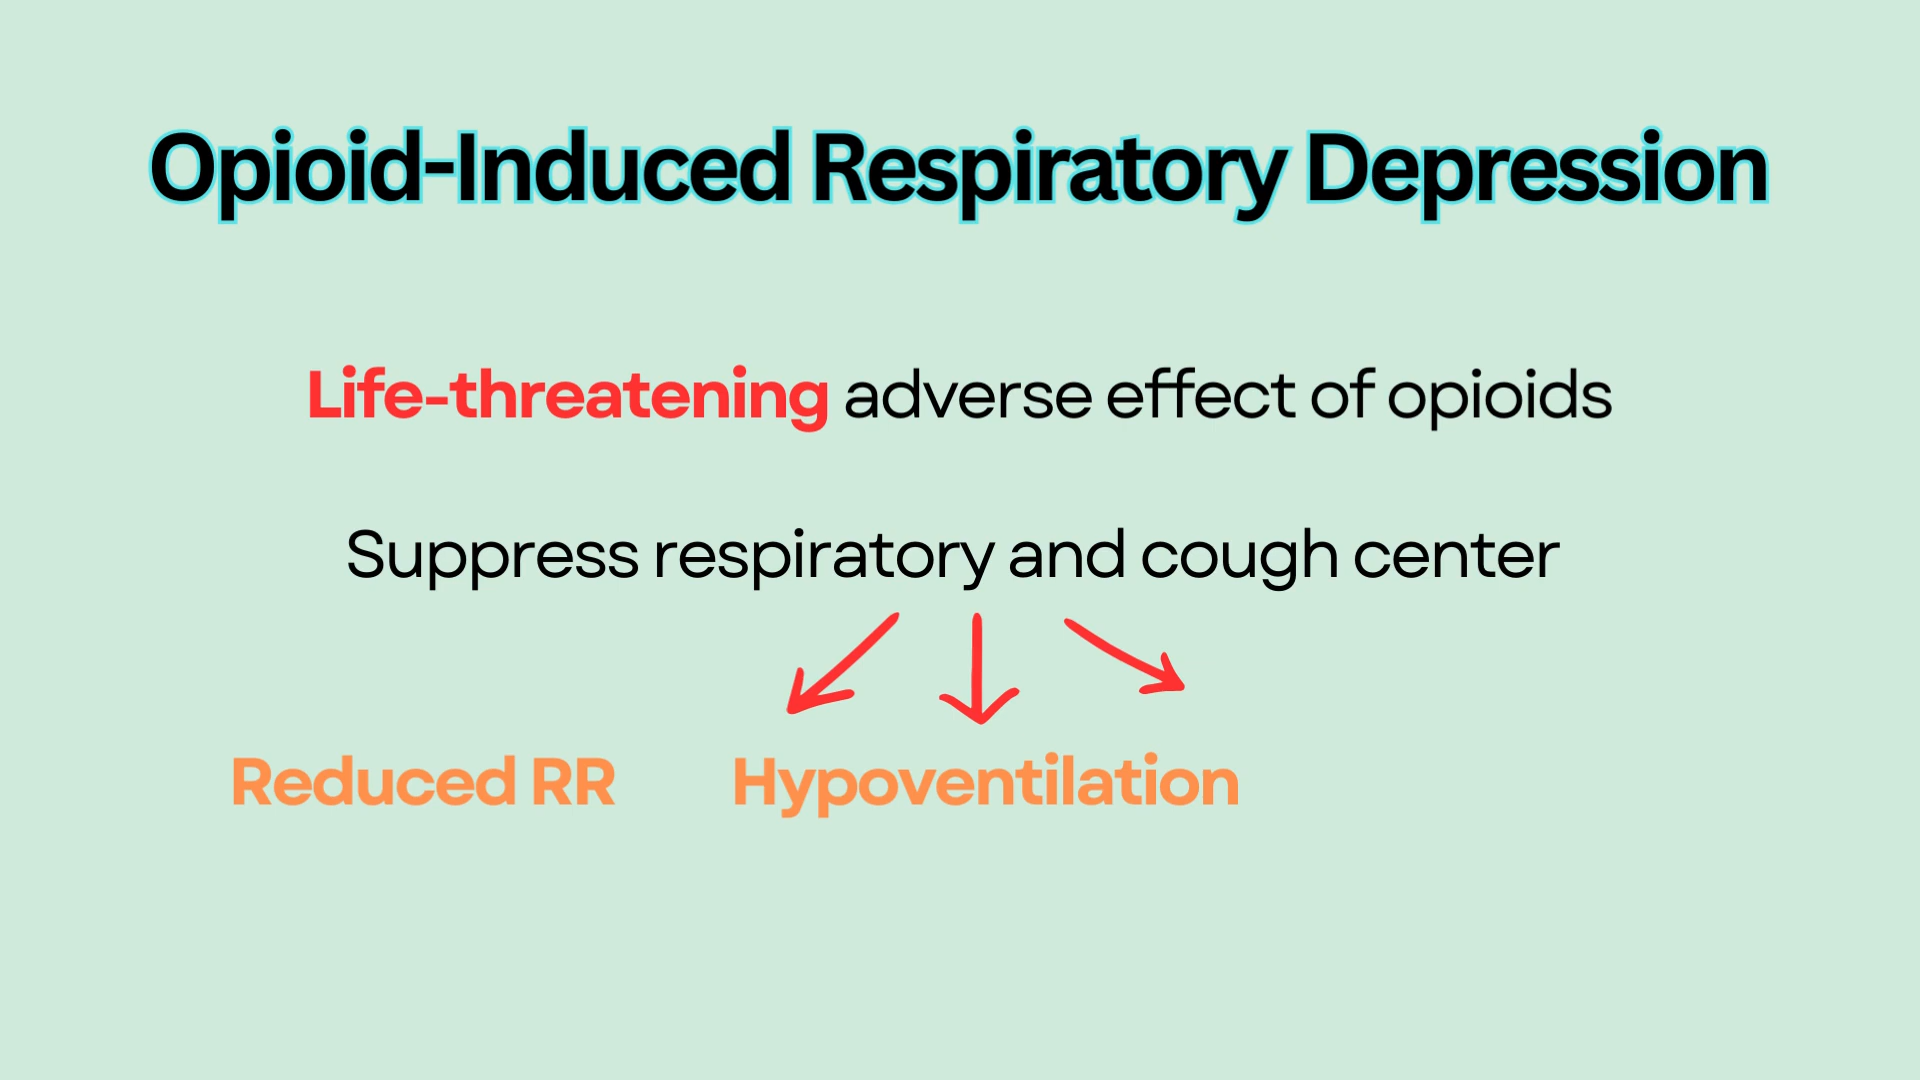 Opioid-Induced Respiratory Depression
Life-threatening adverse effect of opioids
Suppress respiratory and cough center
Reduced RR Hypoventilation